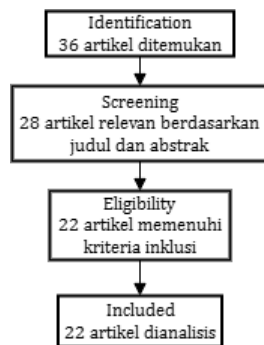 Identification
36 artikel ditemukan
Screening
28 artikel relevan berdasarkan
judul dan abstrak
Eligibility
22 artikel memenuhi
kriteria inklusi
Included
22 artikel dianalisis